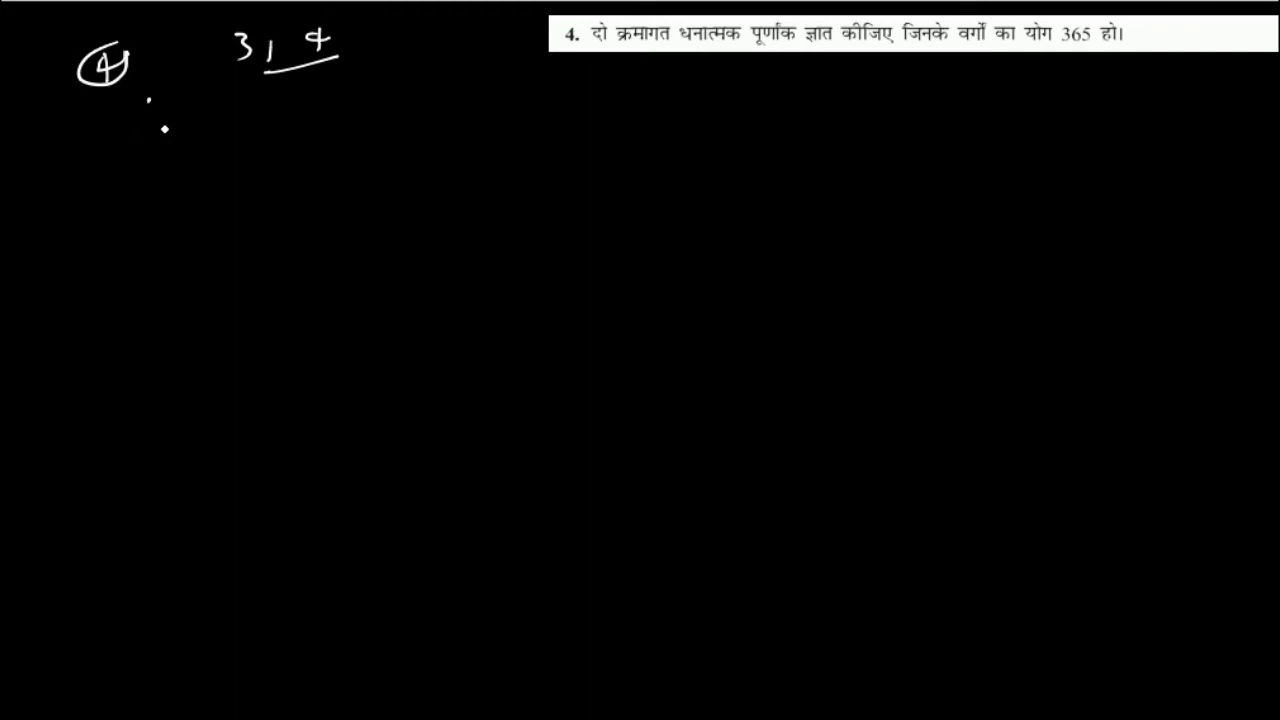 4. दो क्रमागत धनात्मक पूर्णांक ज्ञात कीजिए जिनके वर्गों का योग 365 हो।
4
3, 4